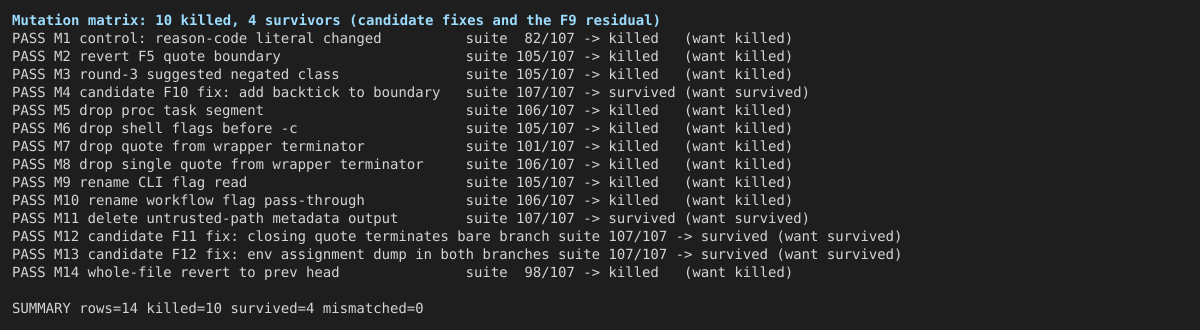 Mutation matrix: 10 killed, 4 survivors (candidate fixes and the F9 residual)
PASS M1 control: reason-code literal changed          suite  82/107 -> killed   (want killed)
PASS M2 revert F5 quote boundary                      suite 105/107 -> killed   (want killed)
PASS M3 round-3 suggested negated class               suite 105/107 -> killed   (want killed)
PASS M4 candidate F10 fix: add backtick to boundary   suite 107/107 -> survived (want survived)
PASS M5 drop proc task segment                        suite 106/107 -> killed   (want killed)
PASS M6 drop shell flags before -c                    suite 105/107 -> killed   (want killed)
PASS M7 drop quote from wrapper terminator            suite 101/107 -> killed   (want killed)
PASS M8 drop single quote from wrapper terminator     suite 106/107 -> killed   (want killed)
PASS M9 rename CLI flag read                          suite 105/107 -> killed   (want killed)
PASS M10 rename workflow flag pass-through            suite 106/107 -> killed   (want killed)
PASS M11 delete untrusted-path metadata output        suite 107/107 -> survived (want survived)
PASS M12 candidate F11 fix: closing quote terminates bare branch suite 107/107 -> survived (want survived)
PASS M13 candidate F12 fix: env assignment dump in both branches suite 107/107 -> survived (want survived)
PASS M14 whole-file revert to prev head               suite  98/107 -> killed   (want killed)
SUMMARY rows=14 killed=10 survived=4 mismatched=0